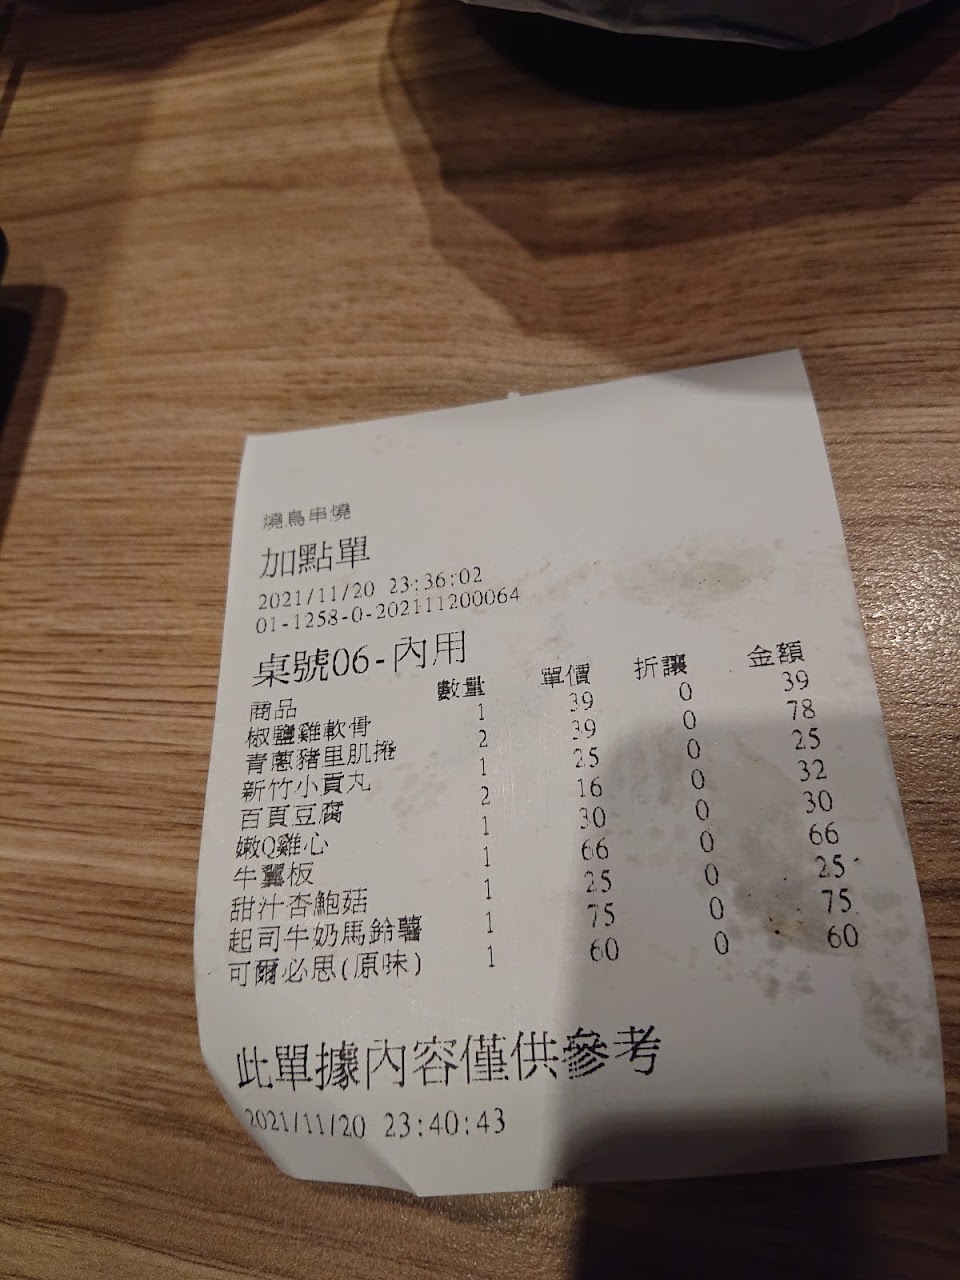 燒鳥串燒
加點單
2021/11/20 23:36:02
01-1258-0-202111200064
桌號06-內用
商品 數量 單價 折讓 金額
椒鹽雞軟骨 1 39 0 39
青蔥豬里肌捲 2 39 0 78
新竹小貢丸 1 25 0 25
百頁豆腐 2 16 0 32
嫩Q雞心 1 30 0 30
牛翼板 1 66 0 66
甜汁杏鮑菇 1 25 0 25
起司牛奶馬鈴薯 1 75 0 75
可爾必思(原味) 1 60 0 60
此單據內容僅供參考
2021/11/20 23:40:43